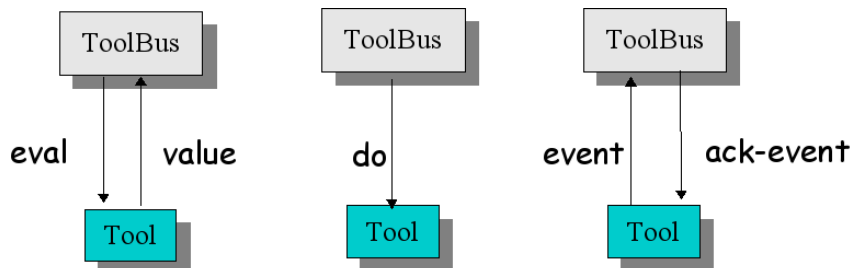 ToolBus
ToolBus
ToolBus
eval
value
do
event
ack-event
Tool
Tool
Tool